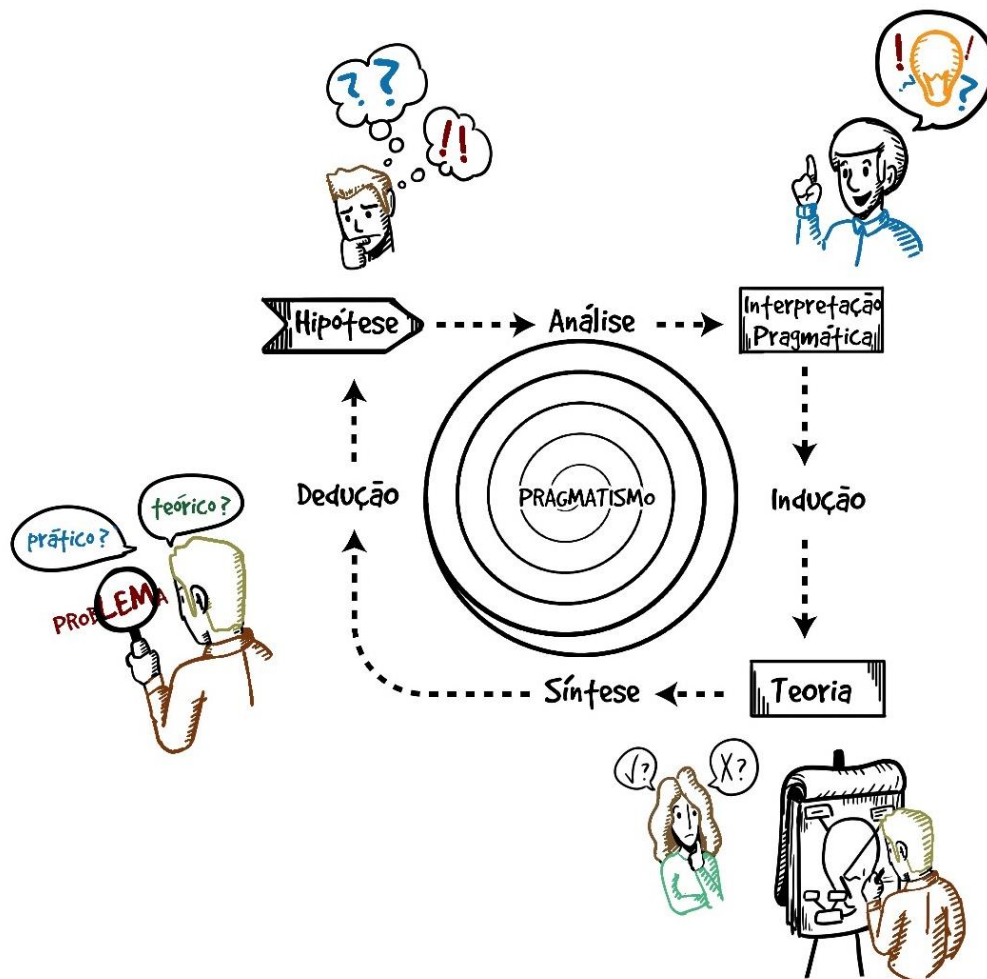 ? ?
!!
! ! ? ?
Hipótese
Análise
Interpretação
Pragmática
Dedução
PRAGMATISMO
Indução
teórico?
prático?
PROBLEMA
Síntese
Teoria
√?
X?